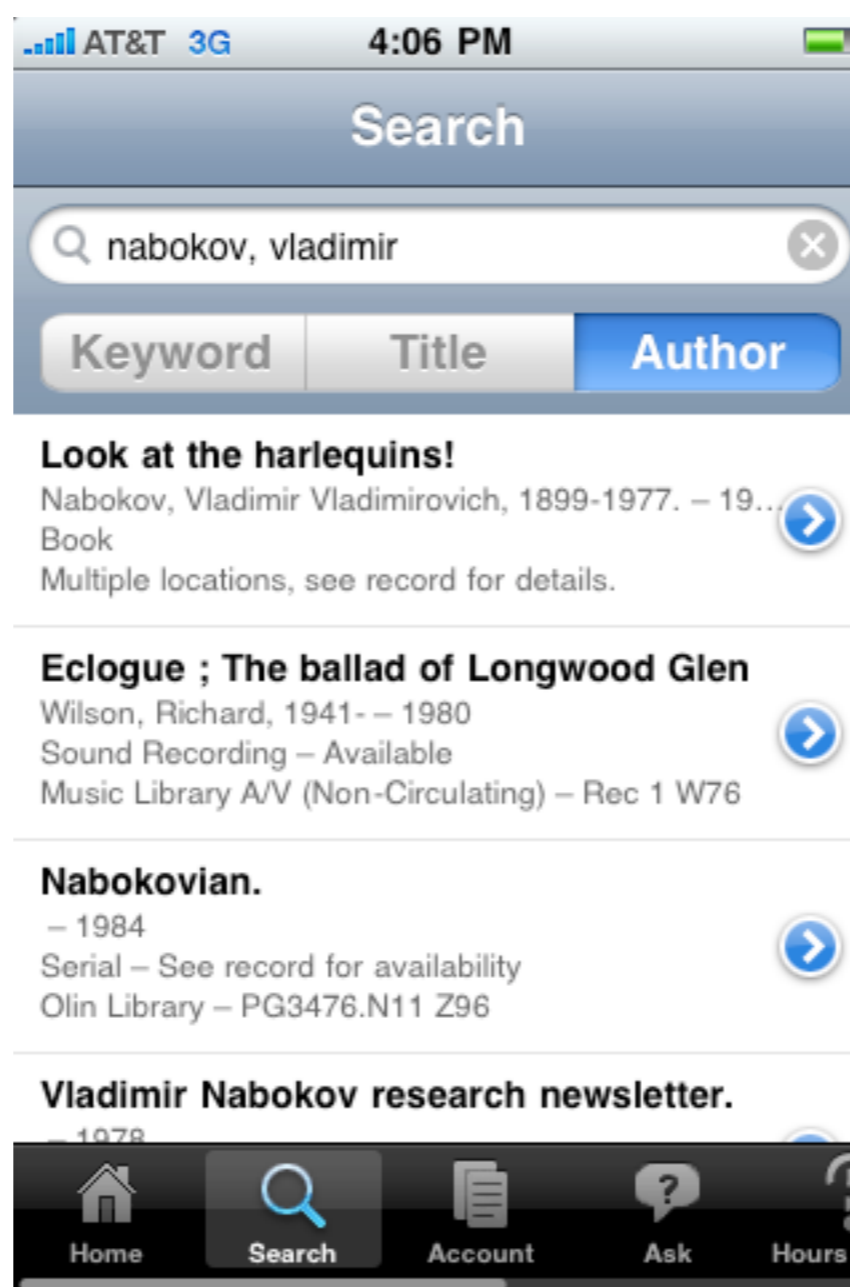 AT&T 3G 4:06 PM
Search
nabokov, vladimir
Keyword Title Author
Look at the harlequins!
Nabokov, Vladimir Vladimirovich, 1899-1977. – 19...
Book
Multiple locations, see record for details.
Eclogue ; The ballad of Longwood Glen
Wilson, Richard, 1941- – 1980
Sound Recording – Available
Music Library A/V (Non-Circulating) – Rec 1 W76
Nabokovian.
– 1984
Serial – See record for availability
Olin Library – PG3476.N11 Z96
Vladimir Nabokov research newsletter.
– 1978
?
Home Search Account Ask Hours